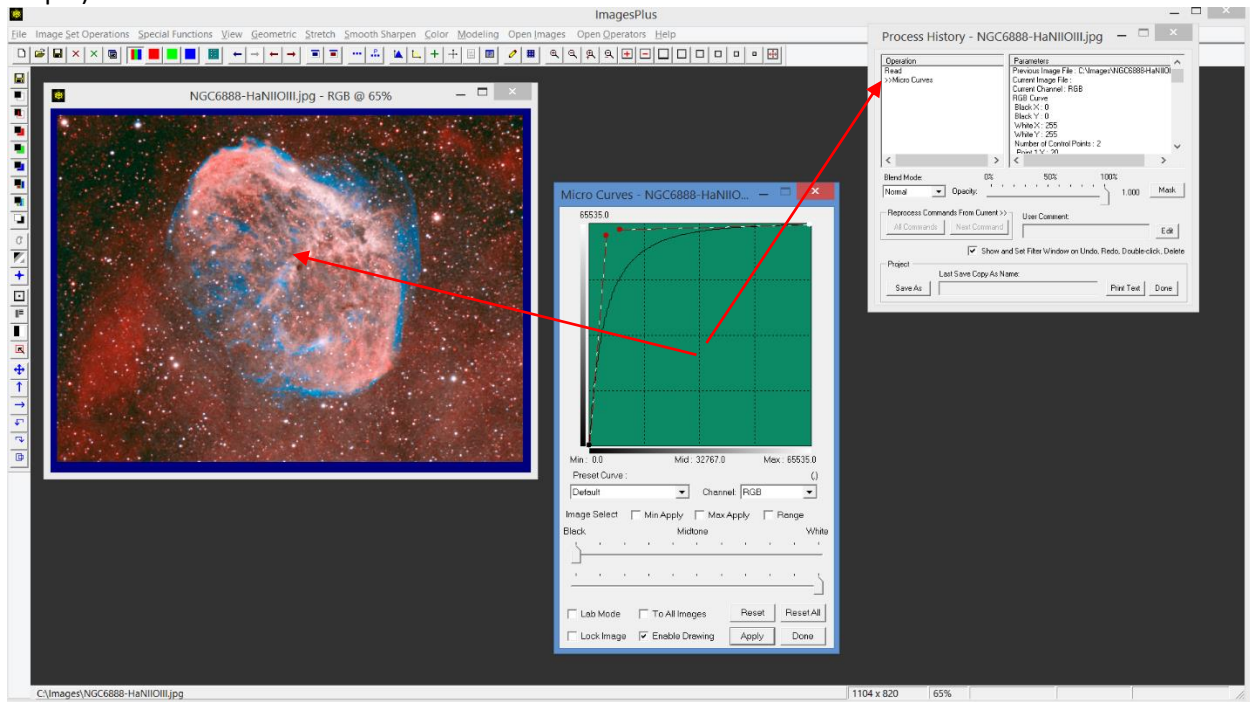 ImagesPlus
File Image Set Operations Special Functions View Geometric Stretch Smooth Sharpen Color Modeling Open Images Open Operators Help
NGC6888-HaNIIOIII.jpg - RGB @ 65%
Micro Curves - NGC6888-HaNIIO...
65535.0
Min : 0.0 Mid : 32767.0 Max : 65535.0
Preset Curve : (,)
Default Channel: RGB
Image Select Min Apply Max Apply Range
Black Midtone White
Lab Mode To All Images Reset Reset All
Lock Image Enable Drawing Apply Done
Process History - NGC6888-HaNIIOIII.jpg
Operation
Read
>>Micro Curves
Parameters
Previous Image File : C:\Images\NGC6888-HaNIIOI
Current Image File :
Current Channel : RGB
RGB Curve
Black X : 0
Black Y : 0
White X : 255
White Y : 255
Number of Control Points : 2
Point 1 X : 20
Blend Mode: 0% 50% 100%
Normal Opacity: 1.000 Mask
Reprocess Commands From Current >>
All Commands Next Command
User Comment:
Edit
Show and Set Filter Window on Undo, Redo, Double-click, Delete
Project
Last Save Copy As Name:
Save As Print Text Done
C:\Images\NGC6888-HaNIIOIII.jpg 1104 x 820 65%